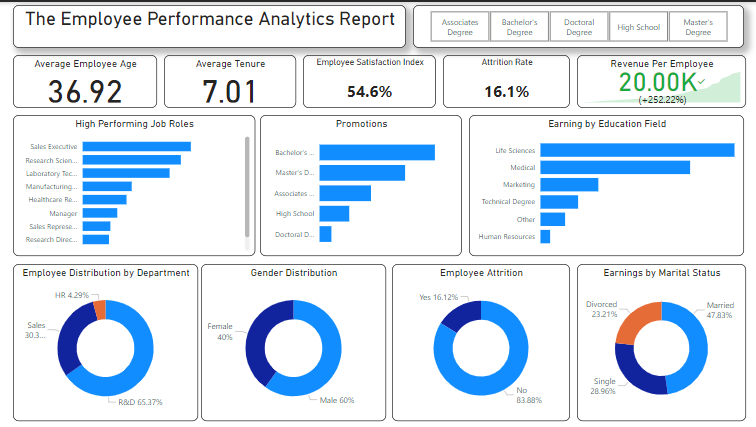 The Employee Performance Analytics Report
Associates Degree
Bachelor's Degree
Doctoral Degree
High School
Master's Degree
Average Employee Age
36.92
Average Tenure
7.01
Employee Satisfaction Index
54.6%
Attrition Rate
16.1%
Revenue Per Employee
20.00K
(+252.22%)
High Performing Job Roles
Sales Executive
Research Scien...
Laboratory Tec...
Manufacturing...
Healthcare Re...
Manager
Sales Represe...
Research Direc...
Promotions
Bachelor's ...
Master's D...
Associates ...
High School
Doctoral D...
Earning by Education Field
Life Sciences
Medical
Marketing
Technical Degree
Other
Human Resources
Employee Distribution by Department
HR 4.29%
Sales
30.3...
R&D 65.37%
Gender Distribution
Female
40%
Male 60%
Employee Attrition
Yes 16.12%
No
83.88%
Earnings by Marital Status
Divorced
23.21%
Married
47.83%
Single
28.96%